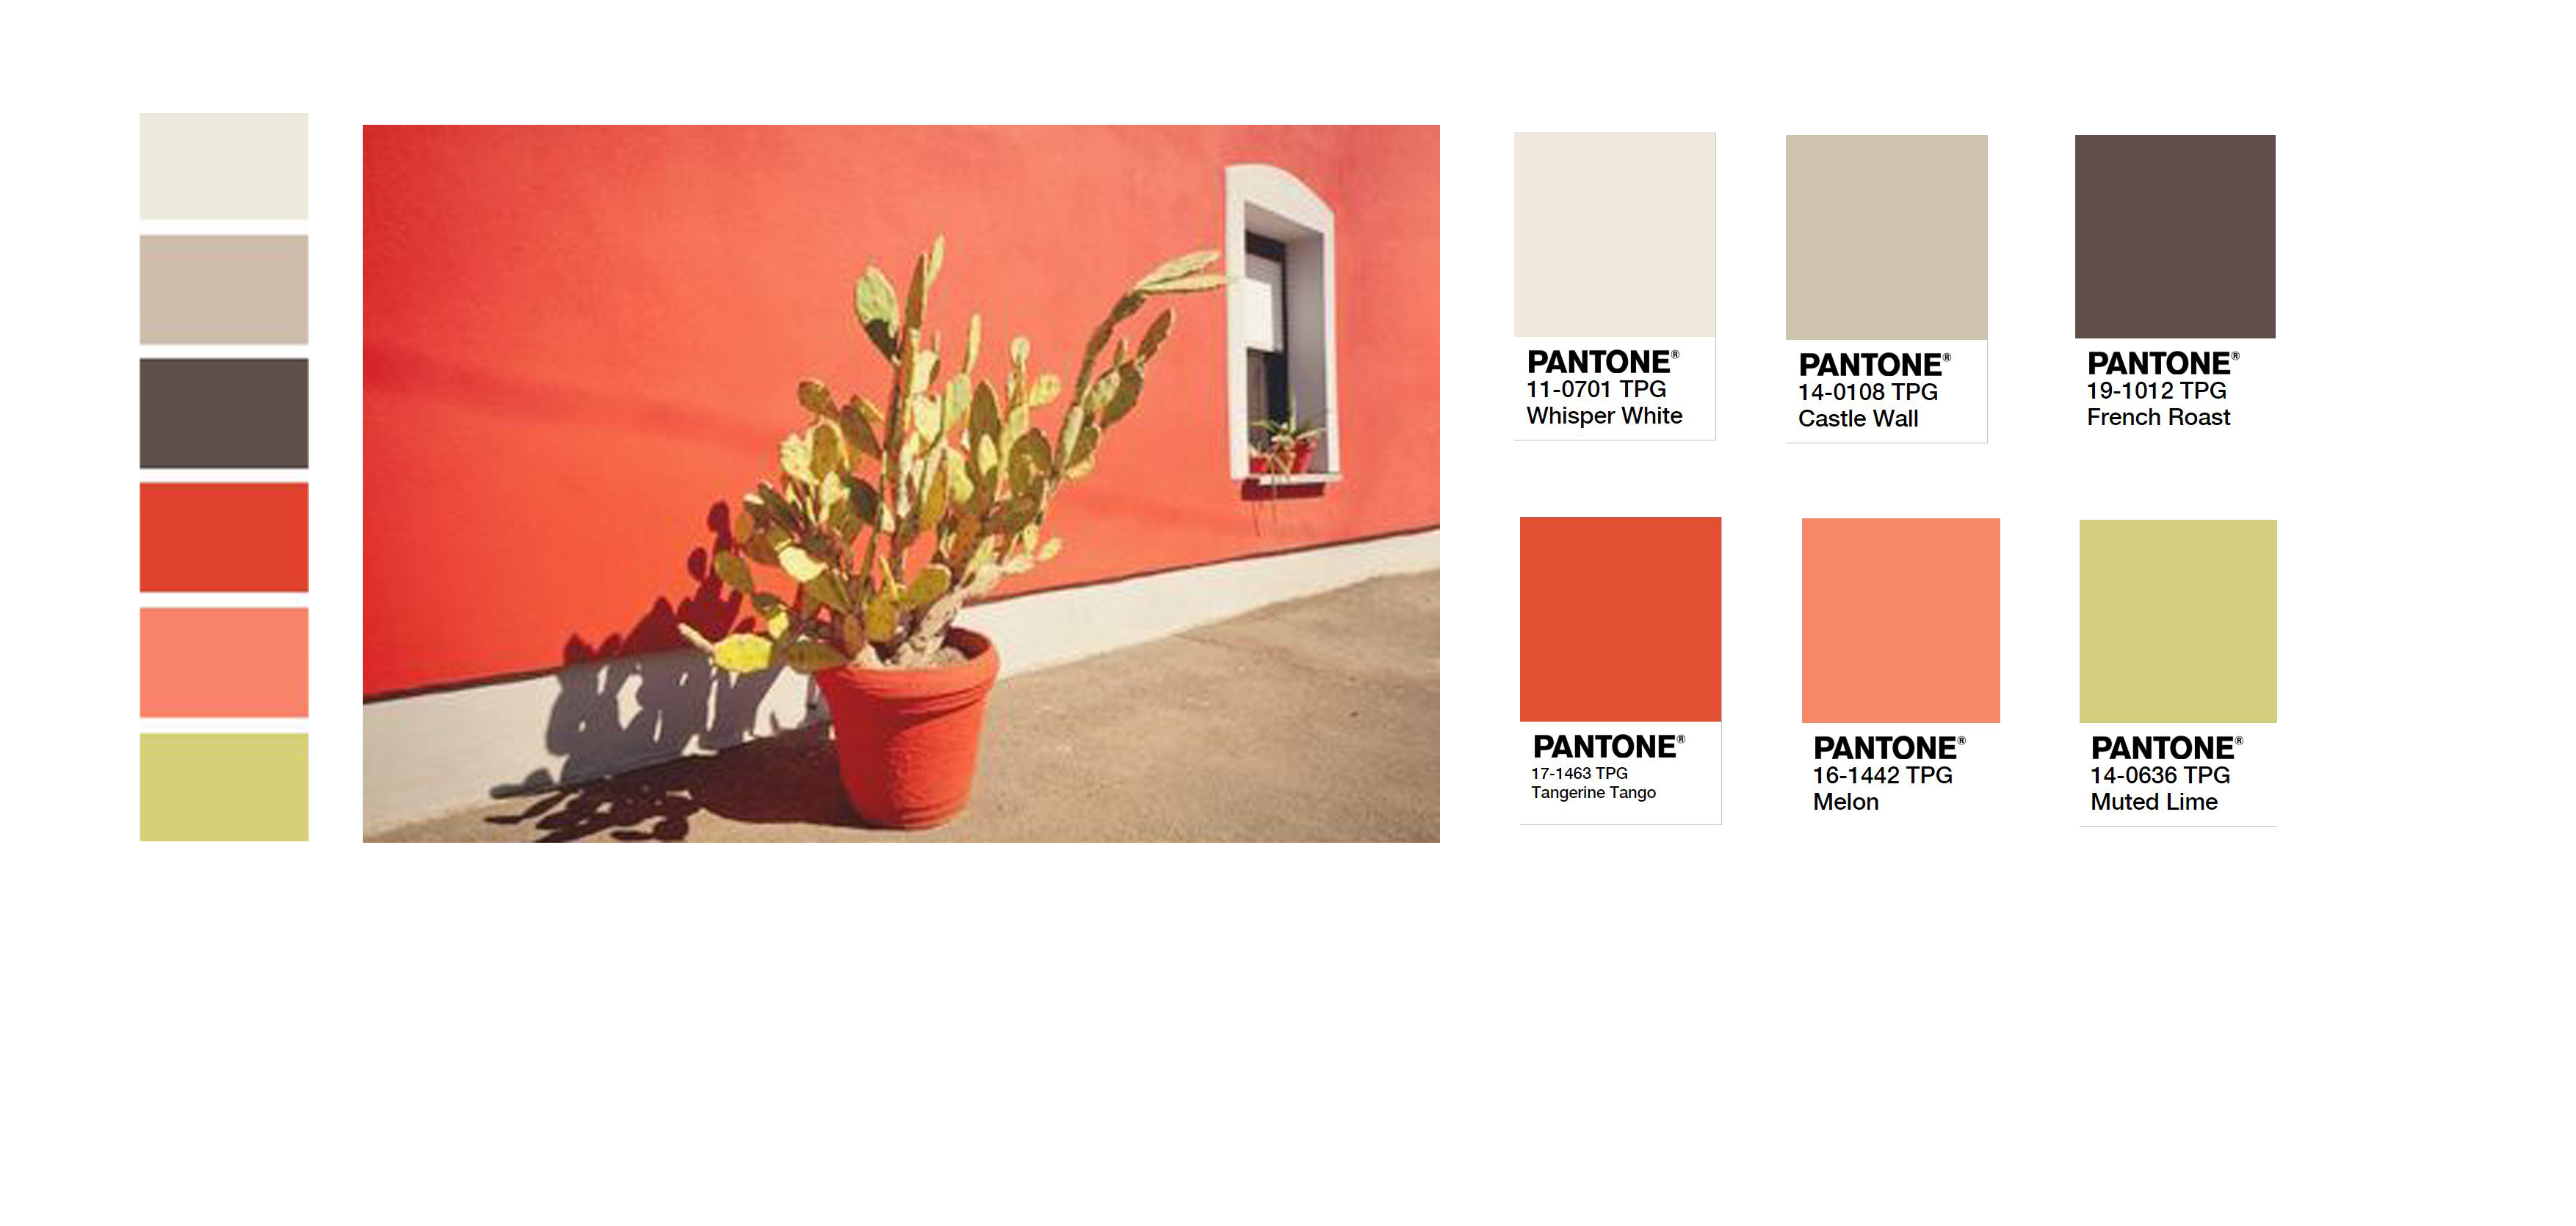 PANTONE®
11-0701 TPG
Whisper White
PANTONE®
14-0108 TPG
Castle Wall
PANTONE®
19-1012 TPG
French Roast
PANTONE®
17-1463 TPG
Tangerine Tango
PANTONE®
16-1442 TPG
Melon
PANTONE®
14-0636 TPG
Muted Lime